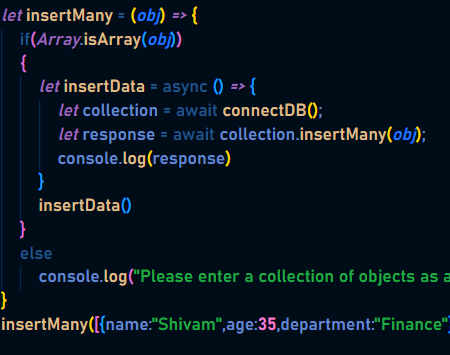 let insertMany = (obj) => {
if(Array.isArray(obj))
{
let insertData = async () => {
let collection = await connectDB();
let response = await collection.insertMany(obj);
console.log(response)
}
insertData()
}
else
console.log("Please enter a collection of objects as a
}
insertMany([{name:"Shivam",age:35,department:"Finance"}